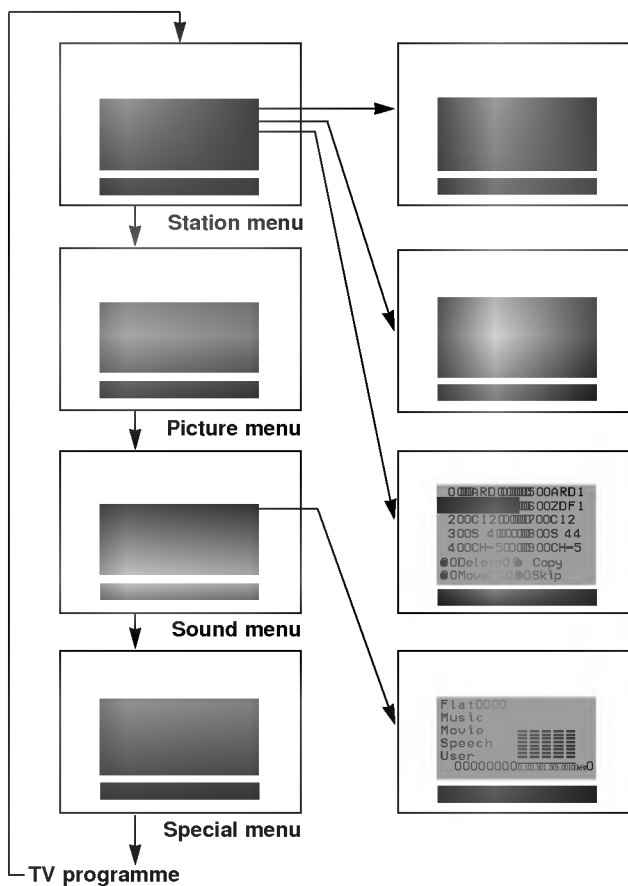 Station menu
Picture menu
Sound menu
Special menu
TV programme
ARD1
ZDF1
C12
S 44
CH-5
Delete
Copy
Move
Skip
Flat
Music
Movie
Speech
User